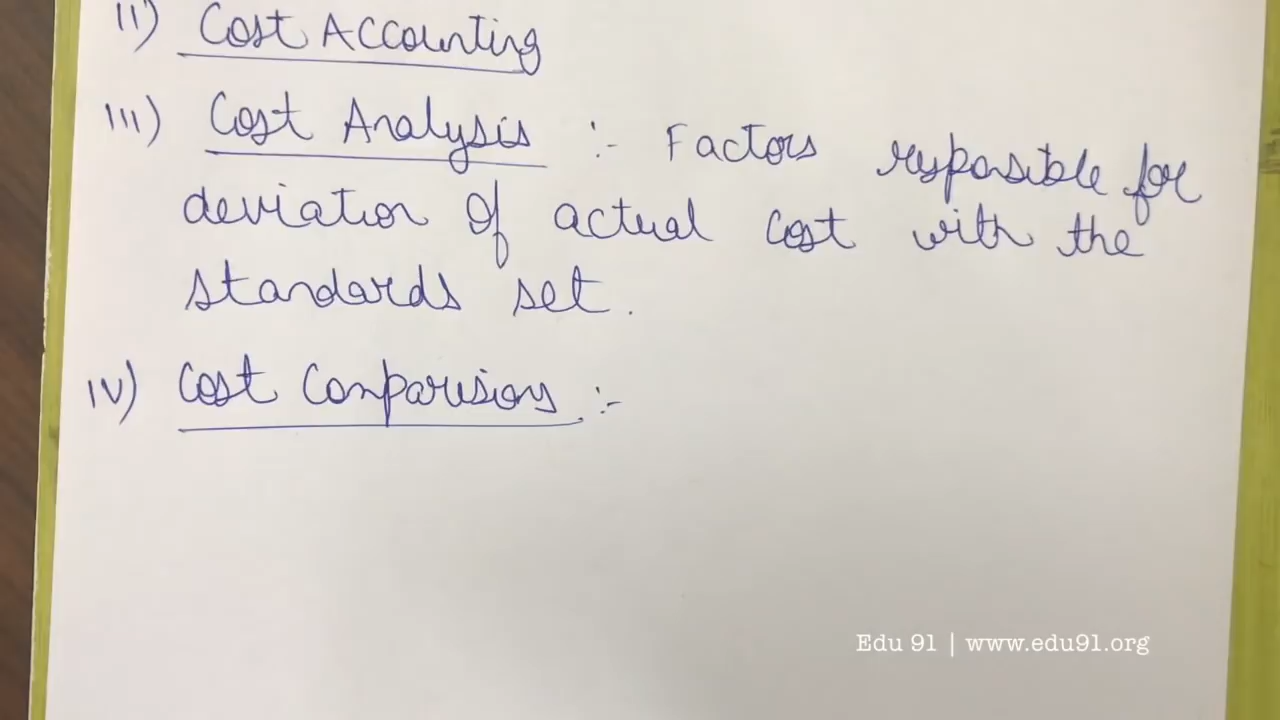 II) Cost Accounting
III) Cost Analysis :- Factors responsible for
deviation of actual cost with the
standards set.
IV) Cost Comparisions :-
Edu 91 | www.edu91.org